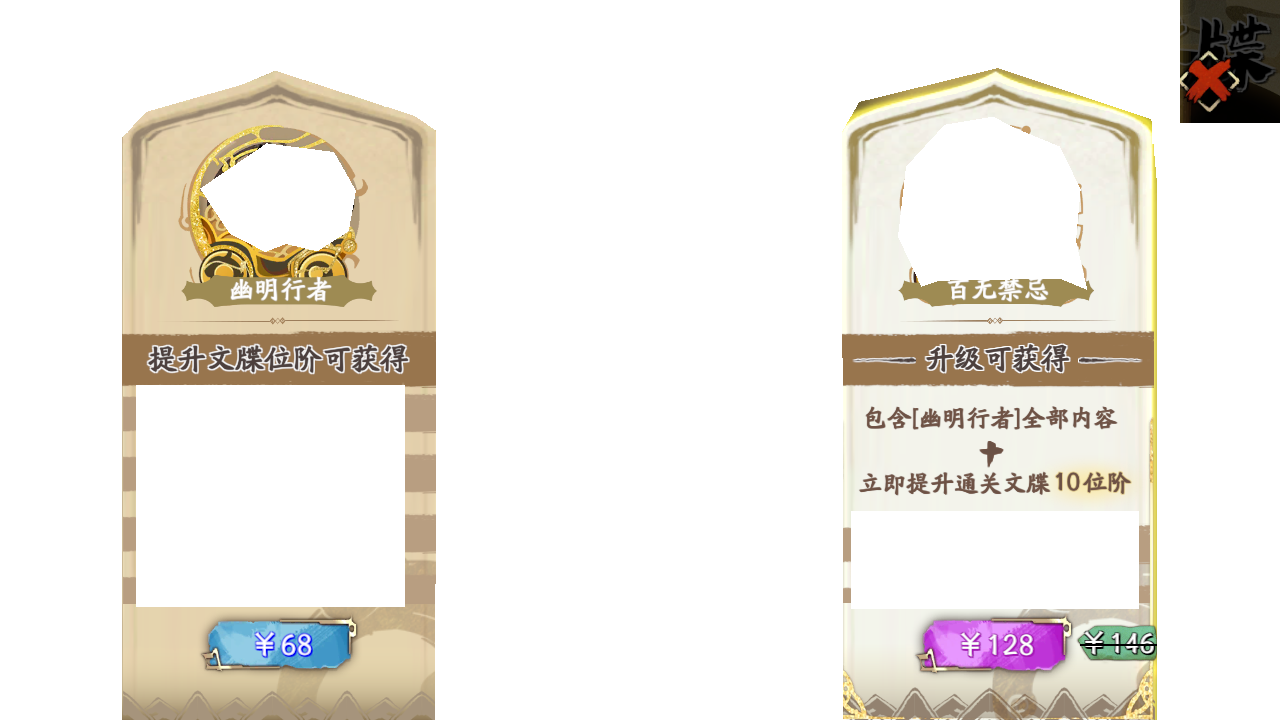 牒
幽明行者
提升文牒位阶可获得
¥68
百无禁忌
升级可获得
包含[幽明行者]全部内容
+
立即提升通关文牒10位阶
¥128
¥146